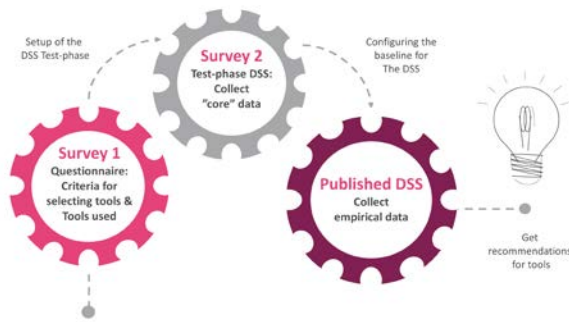 Setup of the
DSS Test-phase
Survey 2
Test-phase DSS:
Collect
"core" data
Configuring the
baseline for
The DSS
Survey 1
Questionnaire:
Criteria for
selecting tools &
Tools used
Published DSS
Collect
empirical data
Get
recommendations
for tools